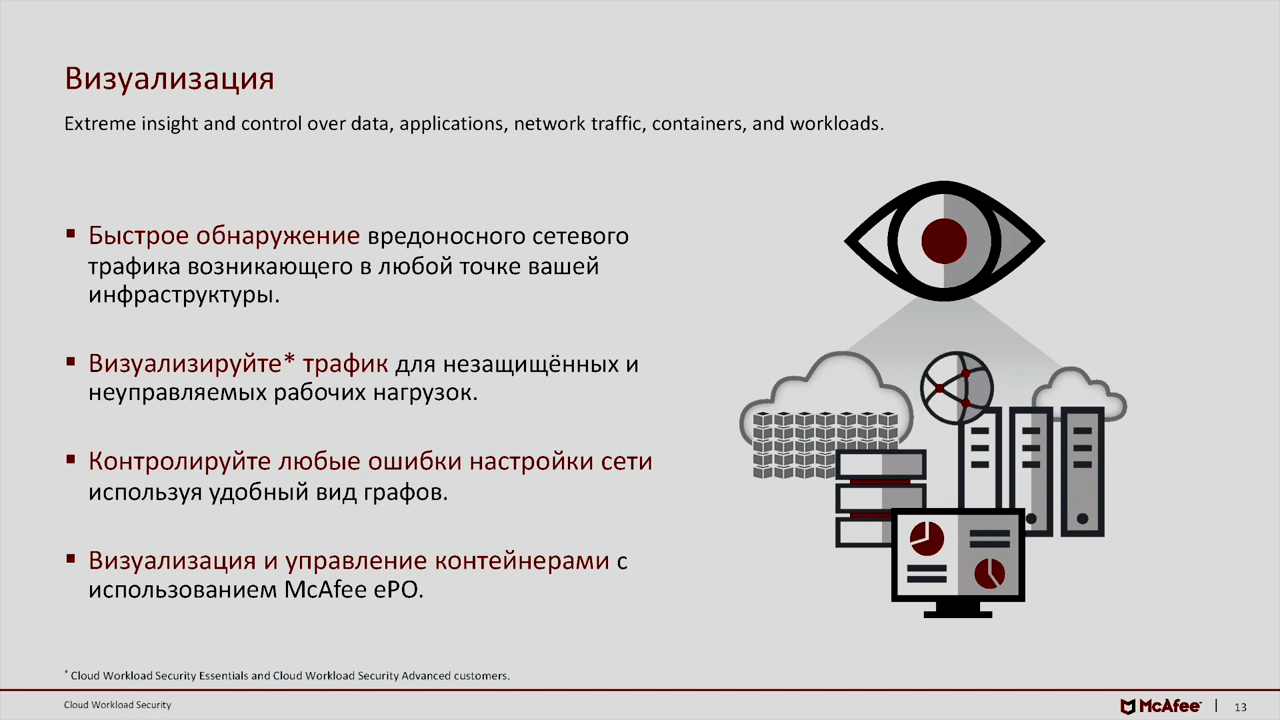 Визуализация
Extreme insight and control over data, applications, network traffic, containers, and workloads.
▪ Быстрое обнаружение вредоносного сетевого
трафика возникающего в любой точке вашей
инфраструктуры.
▪ Визуализируйте* трафик для незащищённых и
неуправляемых рабочих нагрузок.
▪ Контролируйте любые ошибки настройки сети
используя удобный вид графов.
▪ Визуализация и управление контейнерами с
использованием McAfee ePO.
* Cloud Workload Security Essentials and Cloud Workload Security Advanced customers.
Cloud Workload Security
McAfee | 13